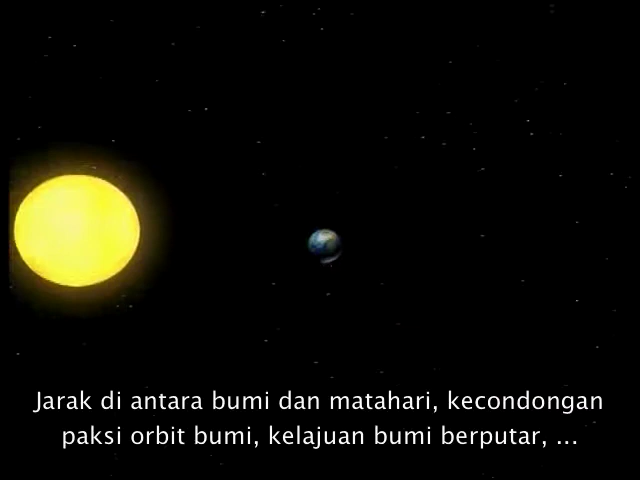 Jarak di antara bumi dan matahari, kecondongan
paksi orbit bumi, kelajuan bumi berputar, ...